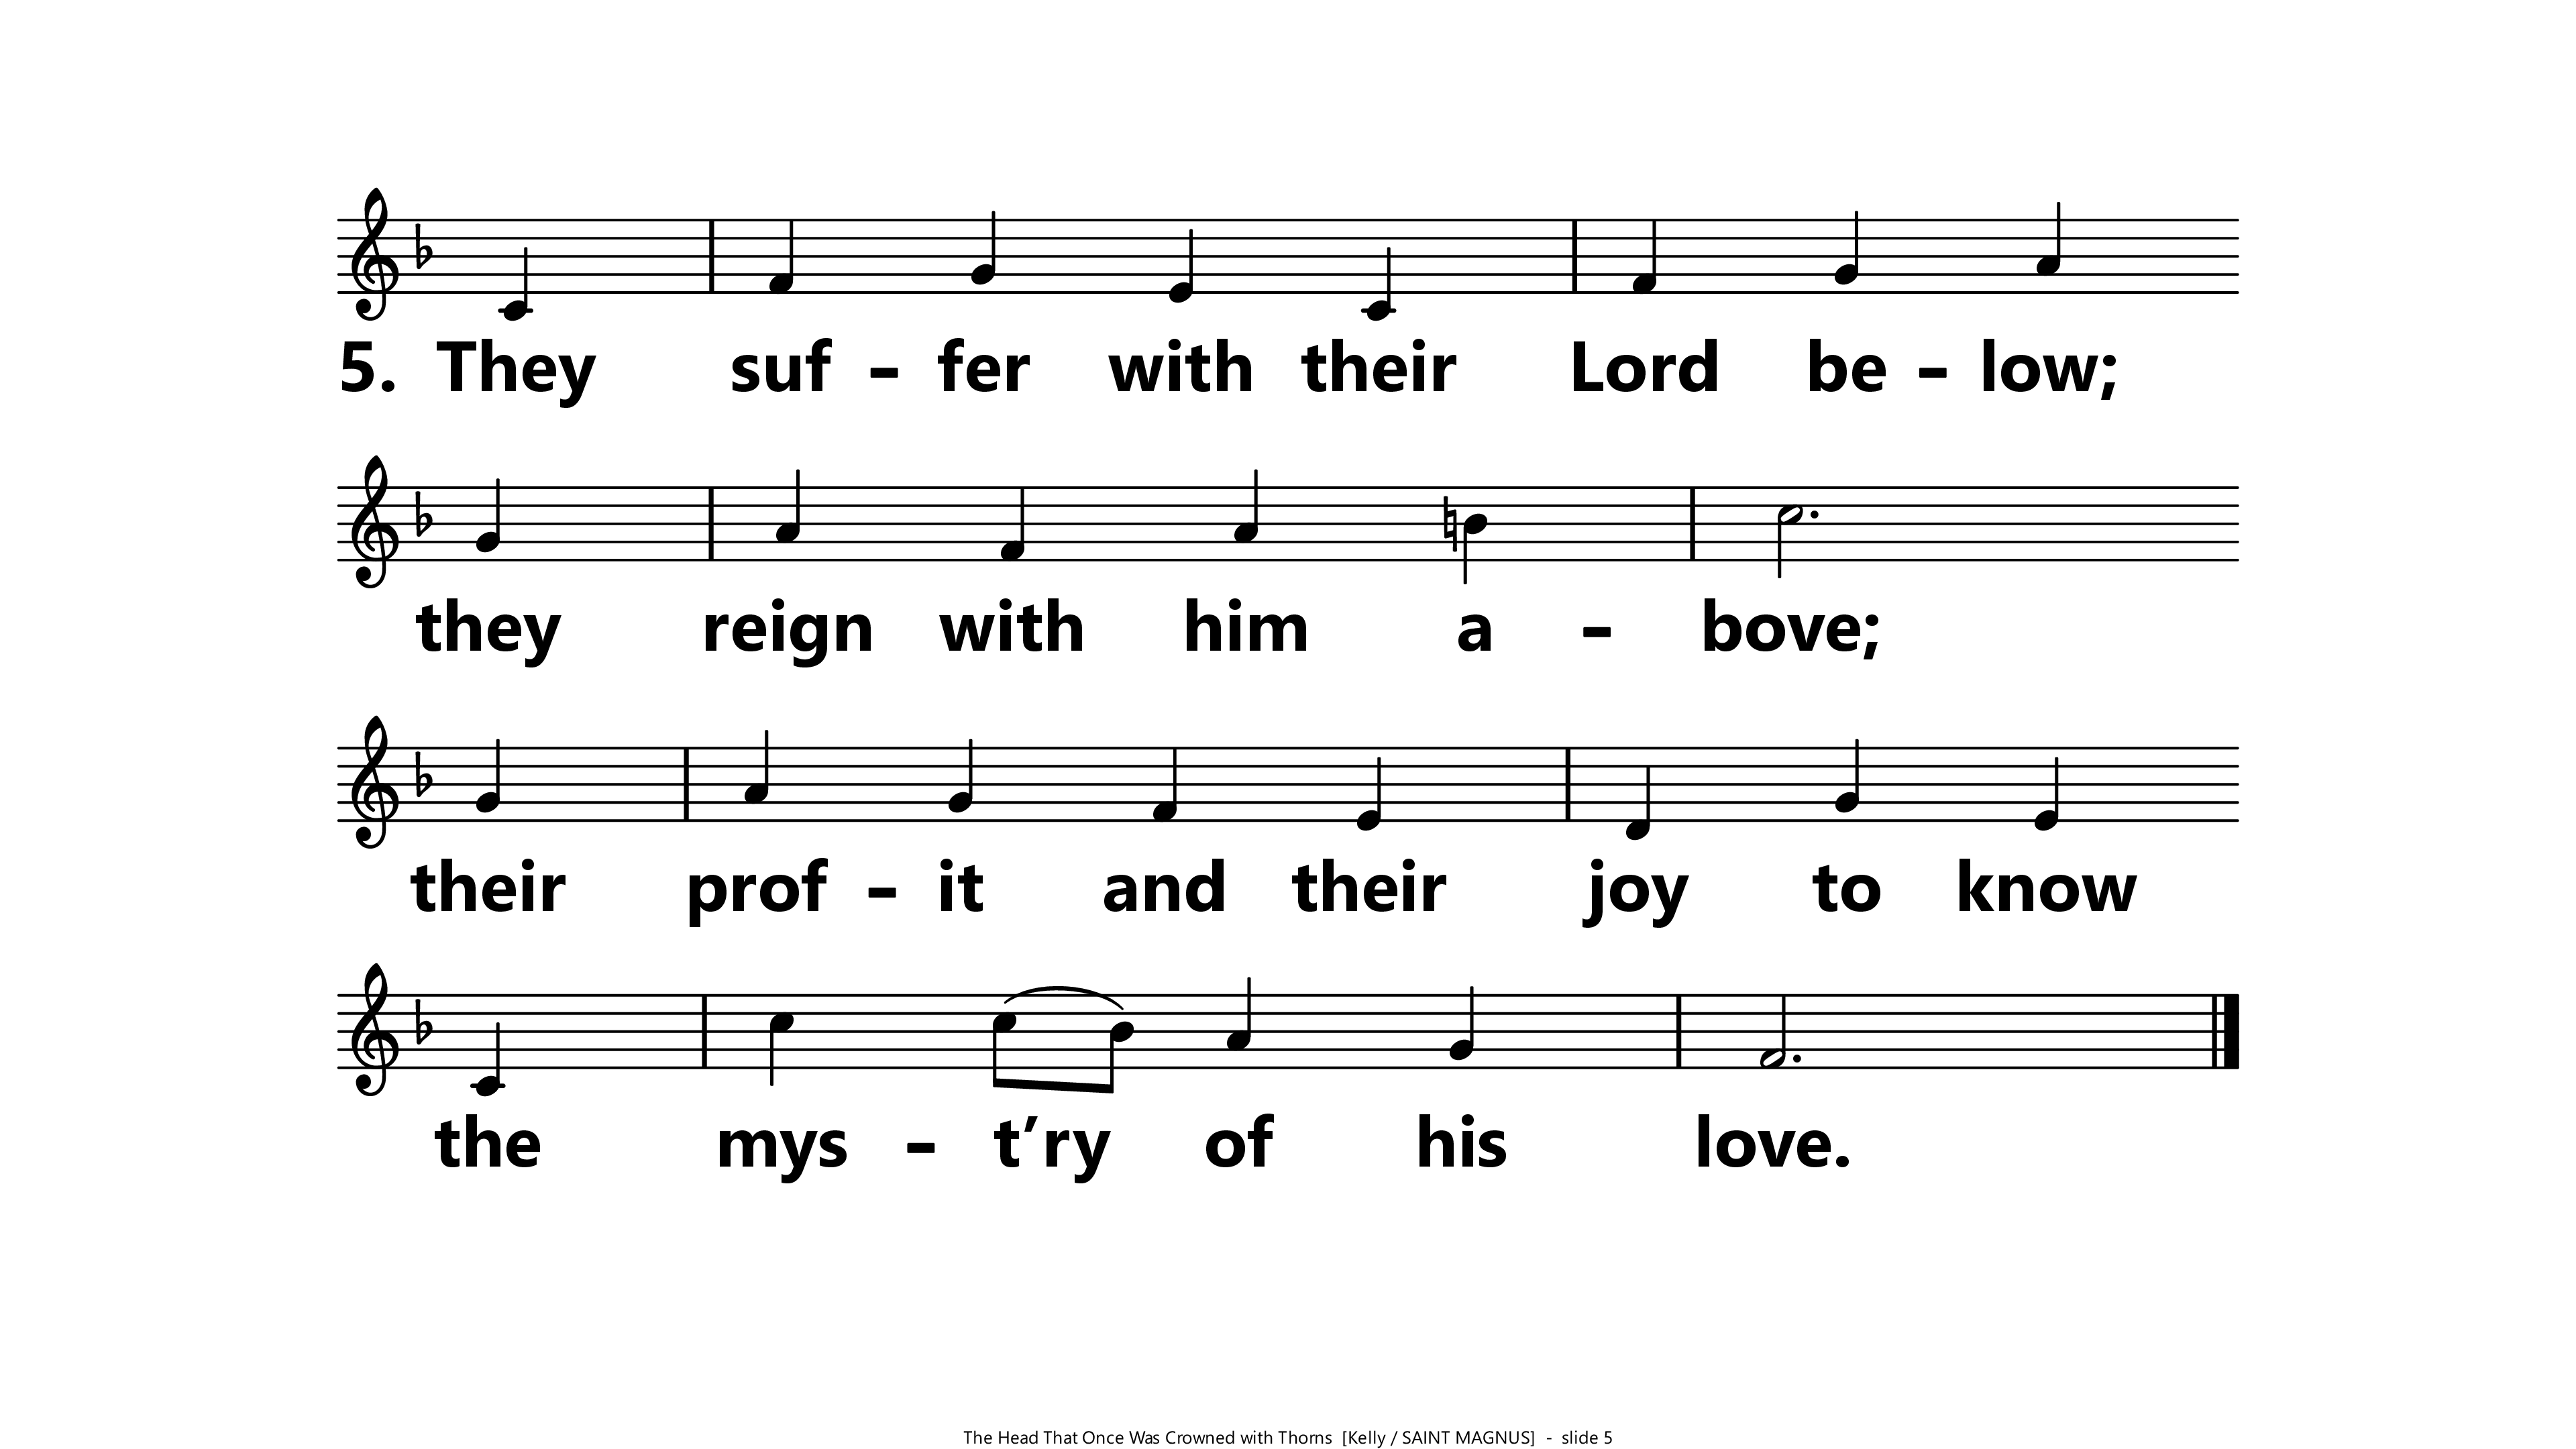 5. They suf - fer with their Lord be - low;
they reign with him a - bove;
their prof - it and their joy to know
the mys - t’ry of his love.
The Head That Once Was Crowned with Thorns [Kelly / SAINT MAGNUS] - slide 5